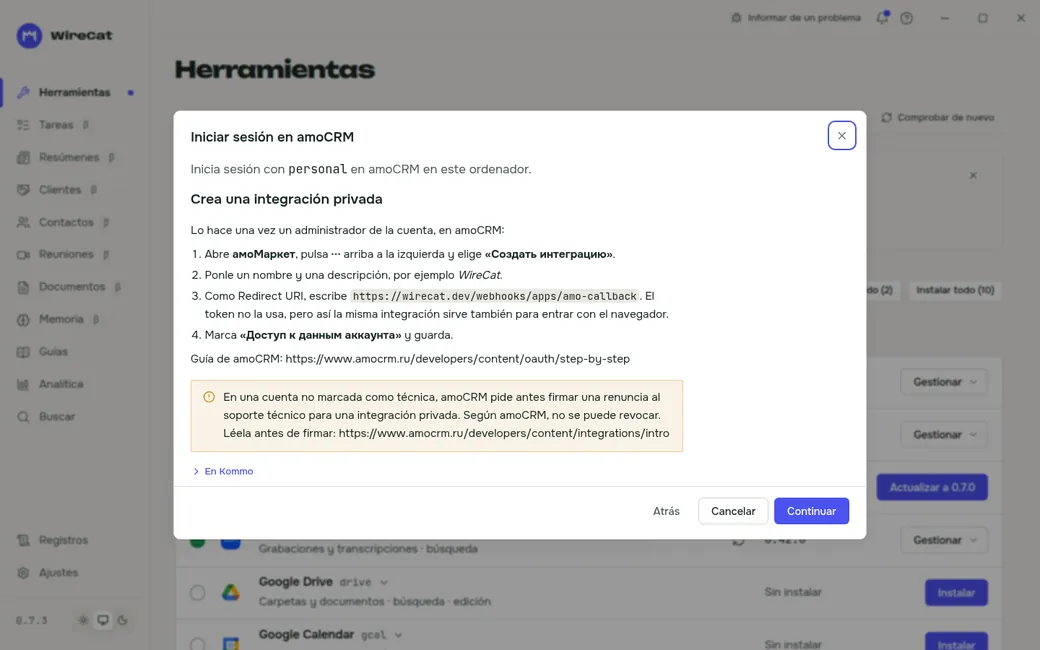 wirecat
Informar de un problema
Herramientas
Herramientas
Tareas β
Resúmenes β
Clientes β
Contactos β
Reuniones β
Documentos β
Memoria β
Guías
Analítica
Buscar
Registros
Ajustes
0.7.3
Comprobar de nuevo
Iniciar sesión en amoCRM
Inicia sesión con personal en amoCRM en este ordenador.
Crea una integración privada
Lo hace una vez un administrador de la cuenta, en amoCRM:
1. Abre амоМаркет, pulsa ··· arriba a la izquierda y elige «Создать интеграцию».
2. Ponle un nombre y una descripción, por ejemplo WireCat.
3. Como Redirect URI, escribe https://wirecat.dev/webhooks/apps/amo-callback. El
token no la usa, pero así la misma integración sirve también para entrar con el navegador.
4. Marca «Доступ к данным аккаунта» y guarda.
Guía de amoCRM: https://www.amocrm.ru/developers/content/oauth/step-by-step
En una cuenta no marcada como técnica, amoCRM pide antes firmar una renuncia al
soporte técnico para una integración privada. Según amoCRM, no se puede revocar.
Léela antes de firmar: https://www.amocrm.ru/developers/content/integrations/intro
En Kommo
Atrás
Cancelar
Continuar
(2)
Instalar todo (10)
Gestionar
Gestionar
Actualizar a 0.7.0
Grabaciones y transcripciones · búsqueda
Gestionar
Google Drive drive
Carpetas y documentos · búsqueda · edición
Sin instalar
Instalar
Google Calendar gcal
Sin instalar
Instalar